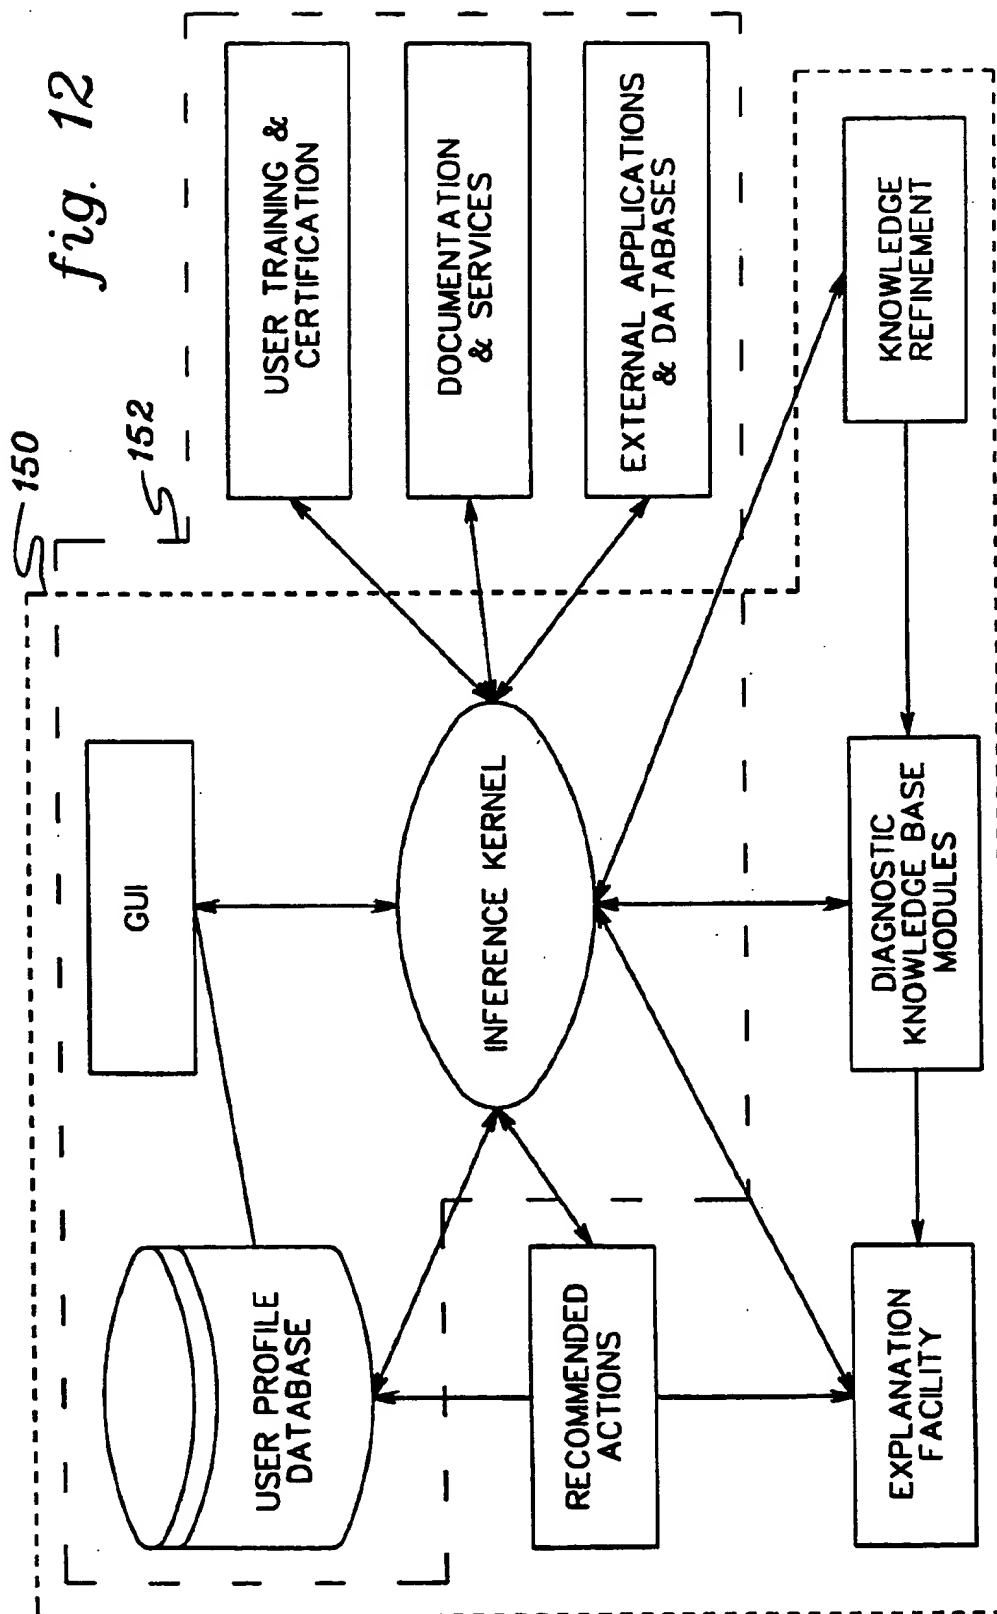 fig. 12
150
152
USER TRAINING &
CERTIFICATION
DOCUMENTATION
& SERVICES
EXTERNAL APPLICATIONS
& DATABASES
GUI
INFERENCE KERNEL
KNOWLEDGE
REFINEMENT
DIAGNOSTIC
KNOWLEDGE BASE
MODULES
USER PROFILE
DATABASE
RECOMMENDED
ACTIONS
EXPLANATION
FACILITY